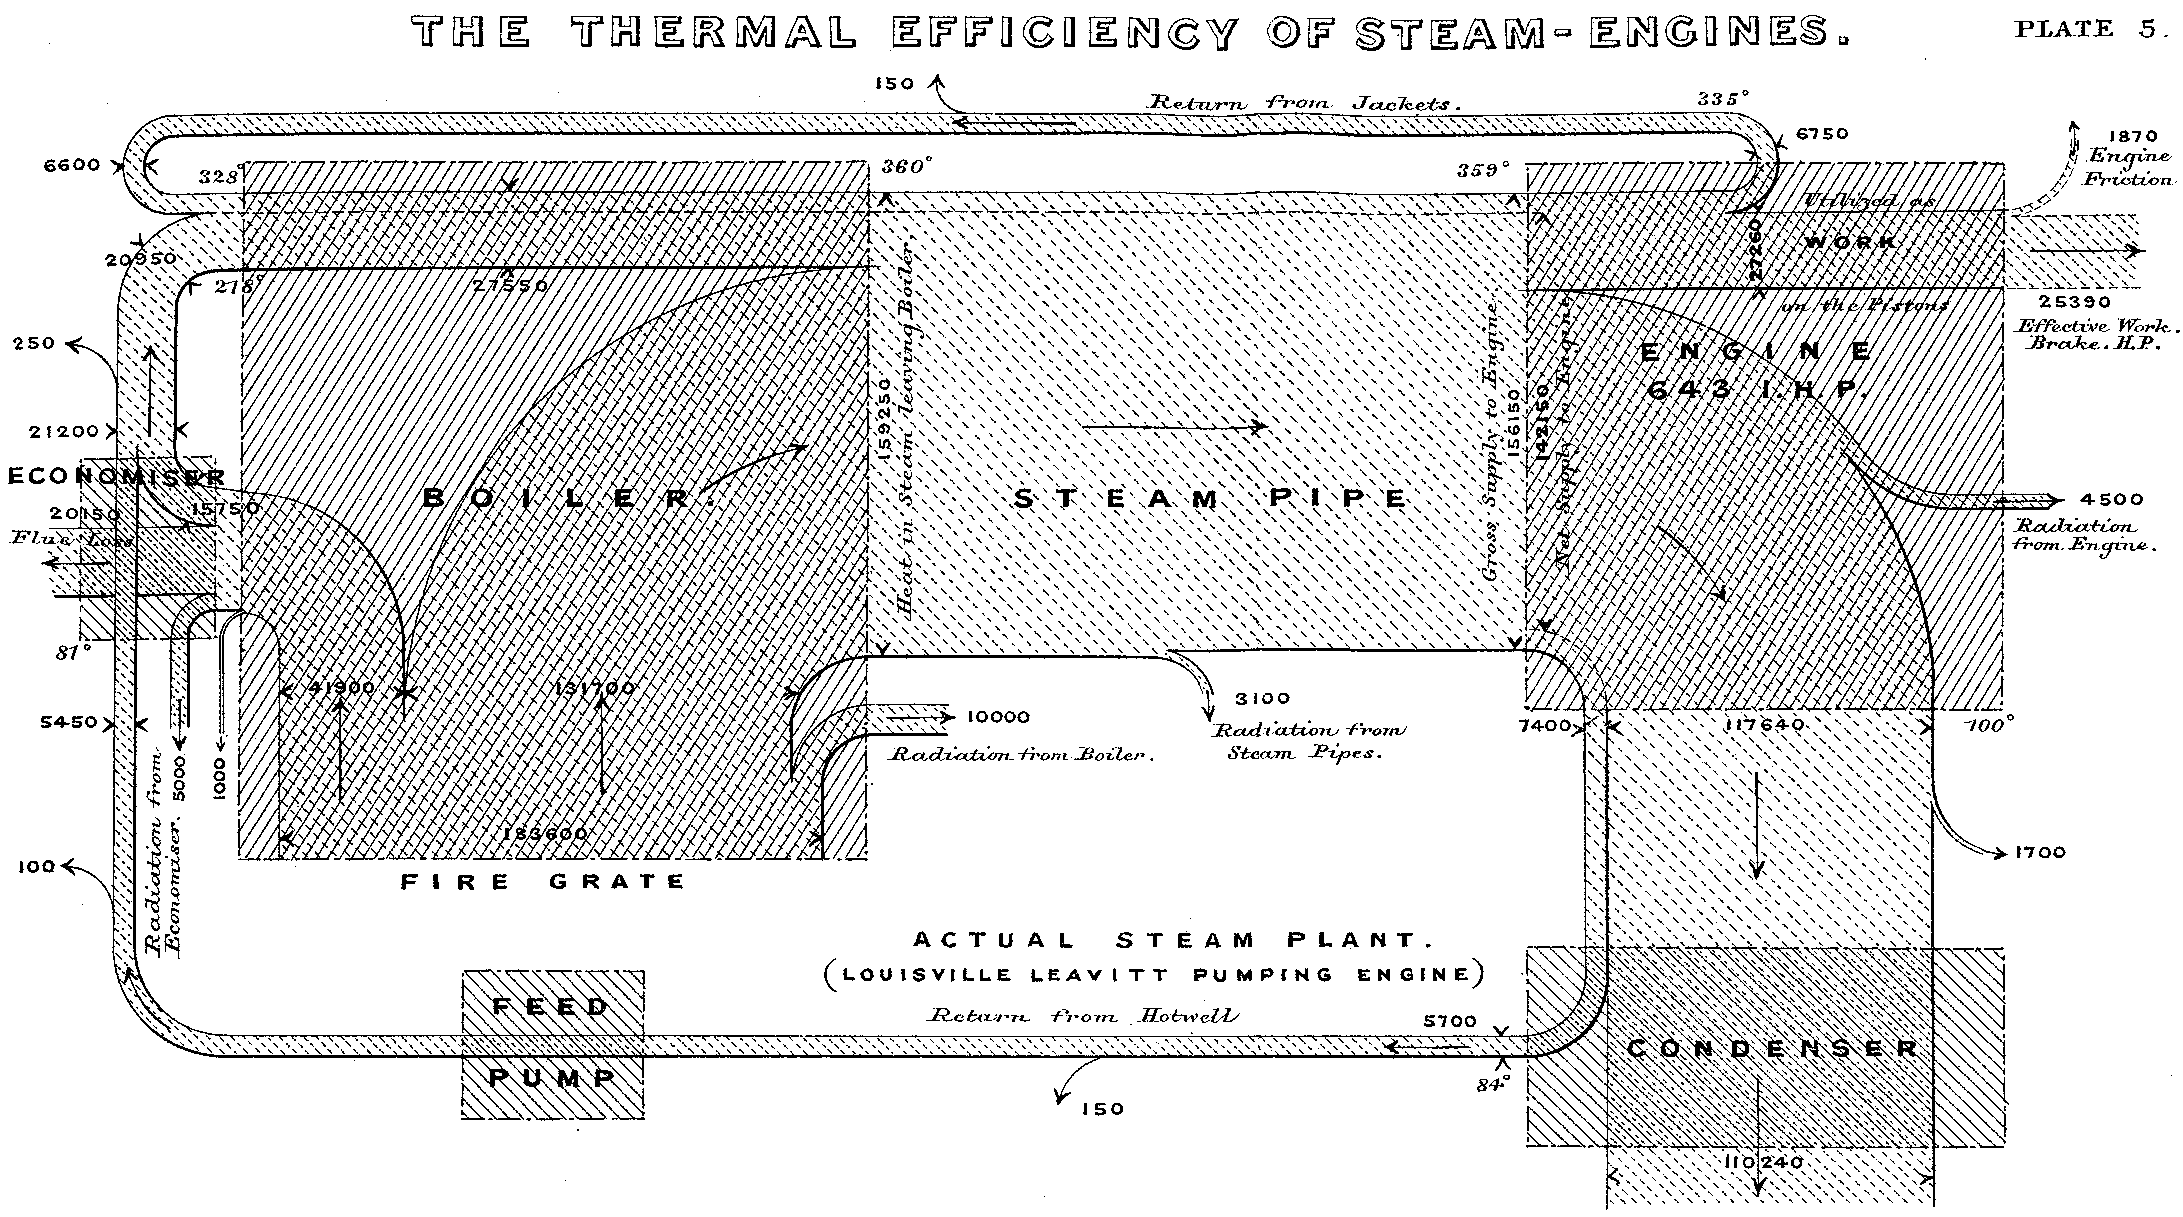 THE THERMAL EFFICIENCY OF STEAM-ENGINES.
PLATE 5.
150
Return from Jackets.
335°
6750
1870
Engine
Friction
6600
328°
360°
359°
Utilized as
WORK
on the Pistons
27260
20950
278°
27550
25390
Effective Work.
Brake. H.P.
250
21200
ECONOMISER
20150
15750
Flue Loss
BOILER.
159250
Heat in Steam leaving Boiler.
STEAM PIPE
Gross Supply to Engine
156150
142150
Net Supply to Engine
ENGINE
643 I.H.P.
4500
Radiation
from Engine.
81°
41900
131700
5450
5000
1000
Radiation from
Economiser.
10000
Radiation from Boiler.
3100
Radiation from
Steam Pipes.
7400
117640
100°
183600
FIRE GRATE
100
1700
ACTUAL STEAM PLANT.
(LOUISVILLE LEAVITT PUMPING ENGINE)
Return from Hotwell
5700
84°
FEED
PUMP
150
CONDENSER
110240